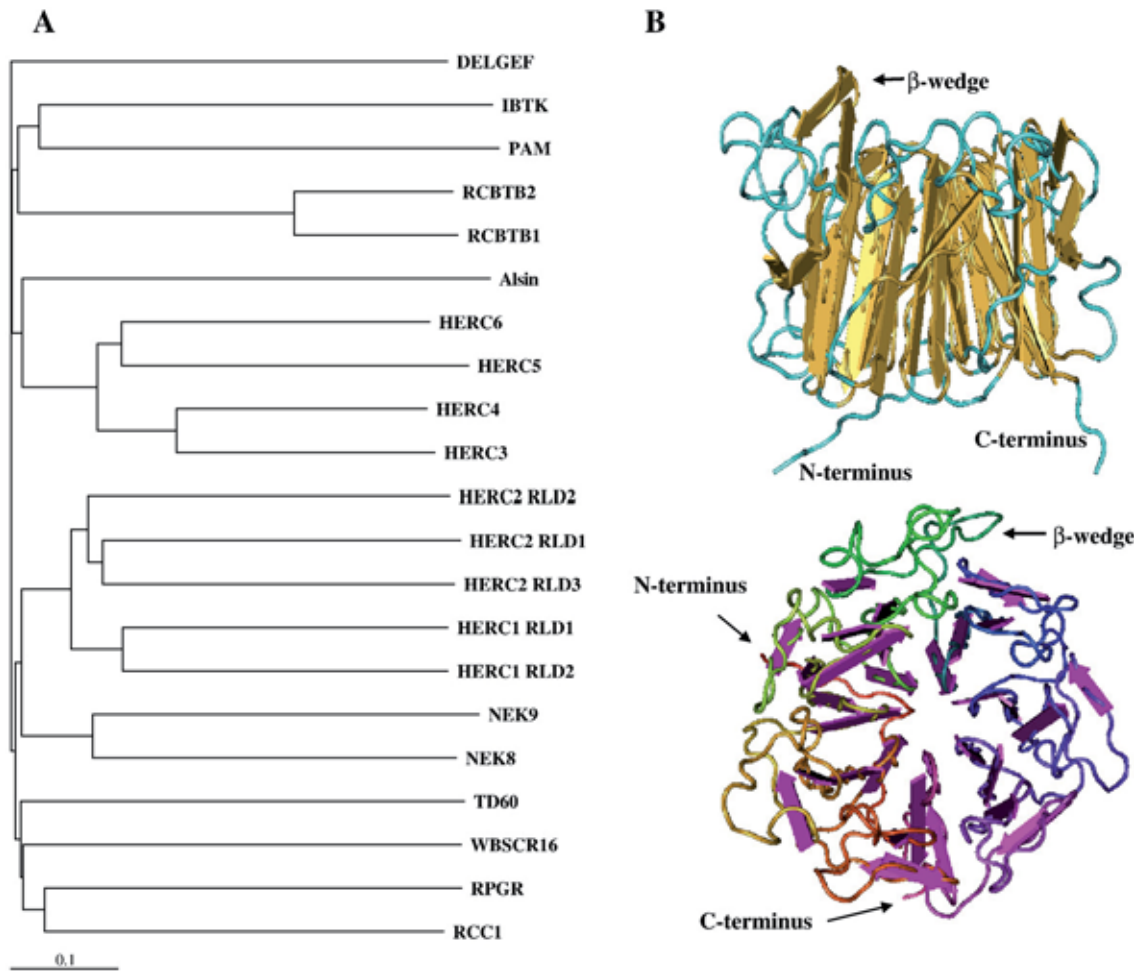 A
DELGEF
IBTK
PAM
RCBTB2
RCBTB1
Alsin
HERC6
HERC5
HERC4
HERC3
HERC2 RLD2
HERC2 RLD1
HERC2 RLD3
HERC1 RLD1
HERC1 RLD2
NEK9
NEK8
TD60
WBSCR16
RPGR
RCC1
0.1
B
β-wedge
C-terminus
N-terminus
β-wedge
N-terminus
C-terminus